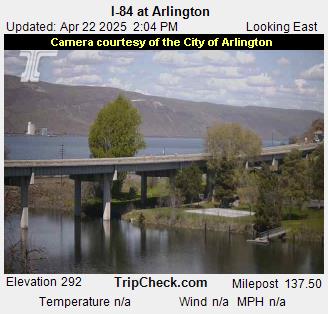 I-84 at Arlington
Updated: Apr 22 2025 2:04 PM Looking East
Camera courtesy of the City of Arlington
Elevation 292 TripCheck.com Milepost 137.50
Temperature n/a Wind n/a MPH n/a